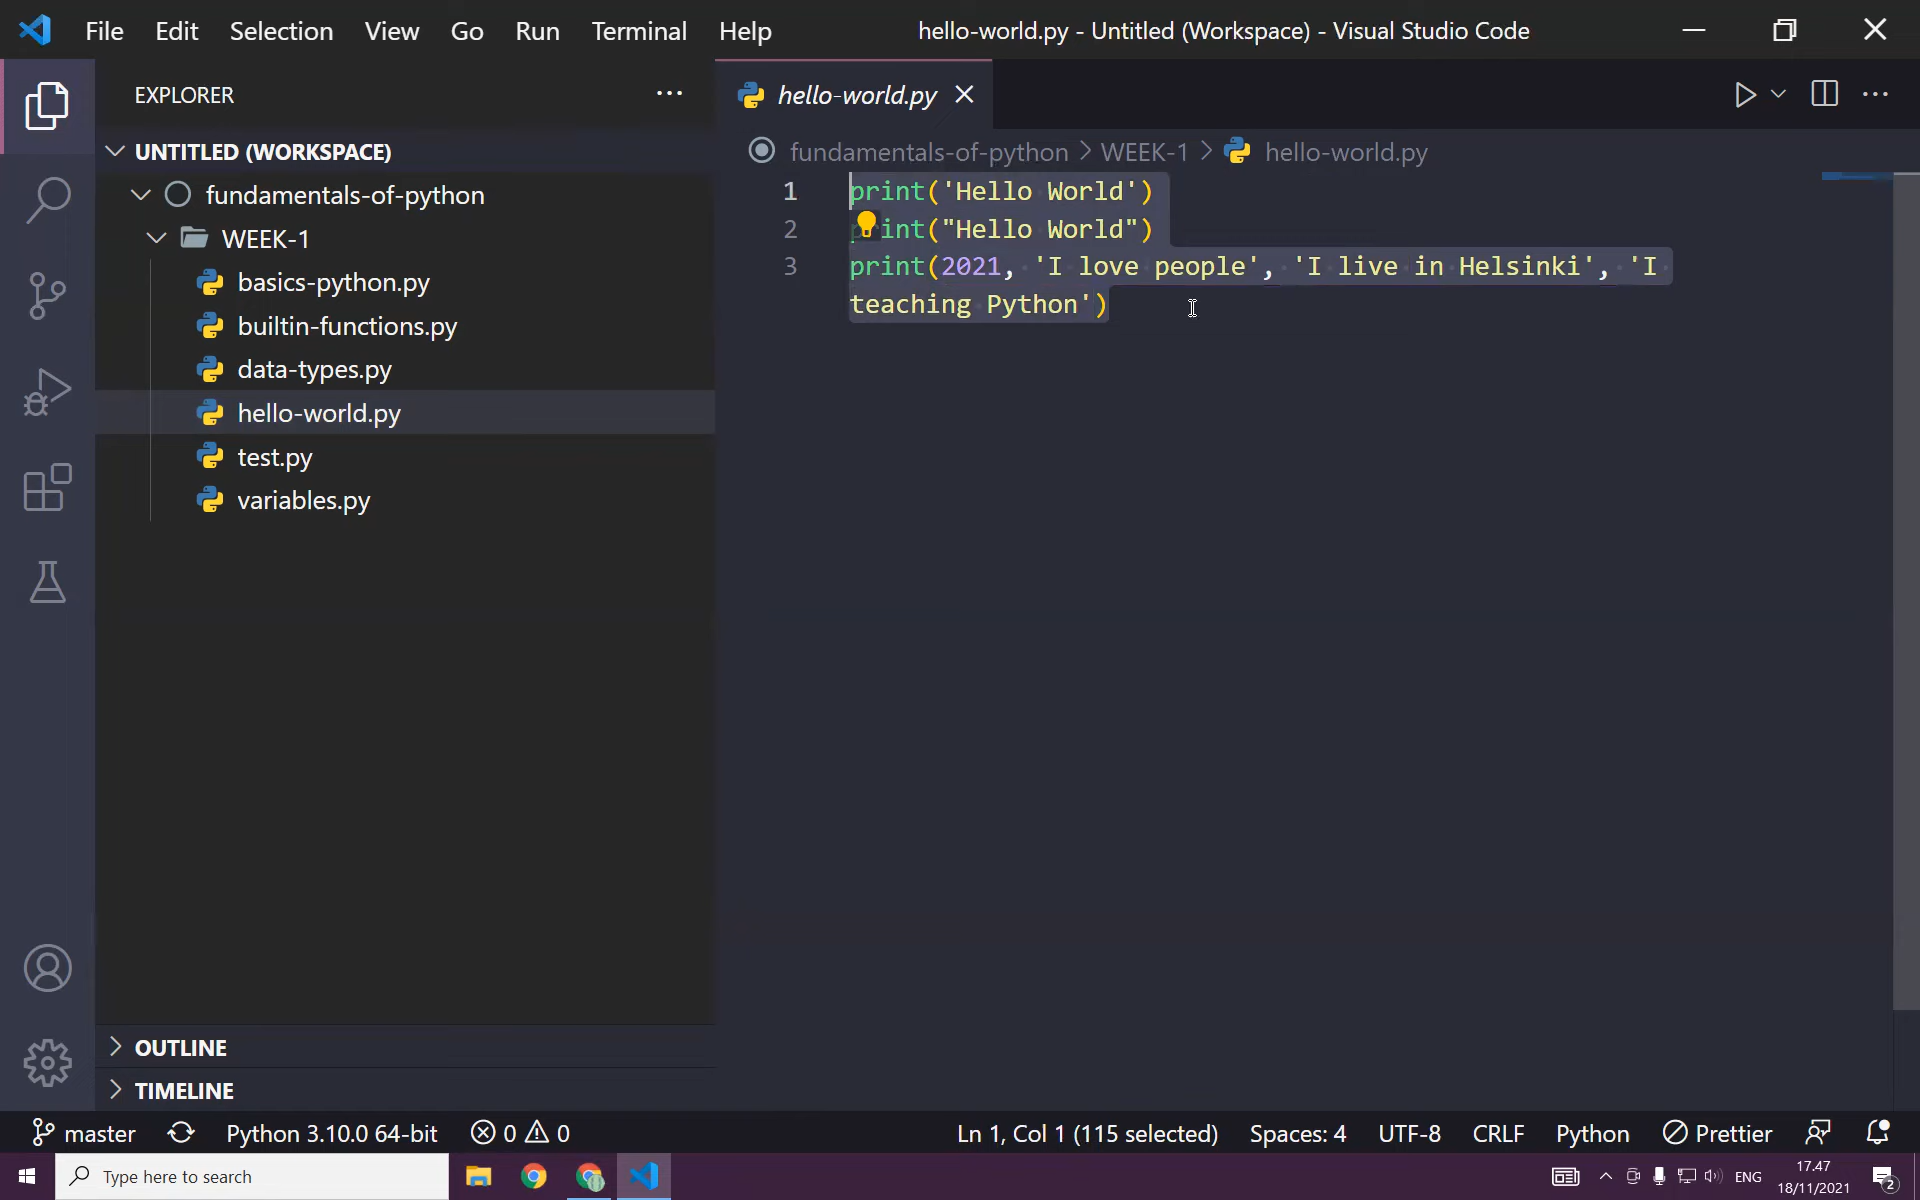 File Edit Selection View Go Run Terminal Help hello-world.py - Untitled (Workspace) - Visual Studio Code
EXPLORER
UNTITLED (WORKSPACE)
fundamentals-of-python
WEEK-1
basics-python.py
builtin-functions.py
data-types.py
hello-world.py
test.py
variables.py
OUTLINE
TIMELINE
hello-world.py
fundamentals-of-python > WEEK-1 > hello-world.py
1 print('Hello World')
2 int("Hello World")
3 print(2021, 'I love people', 'I live in Helsinki', 'I
teaching Python')
master Python 3.10.0 64-bit 0 0 Ln 1, Col 1 (115 selected) Spaces: 4 UTF-8 CRLF Python Prettier
Type here to search ENG 17.47
18/11/2021 2